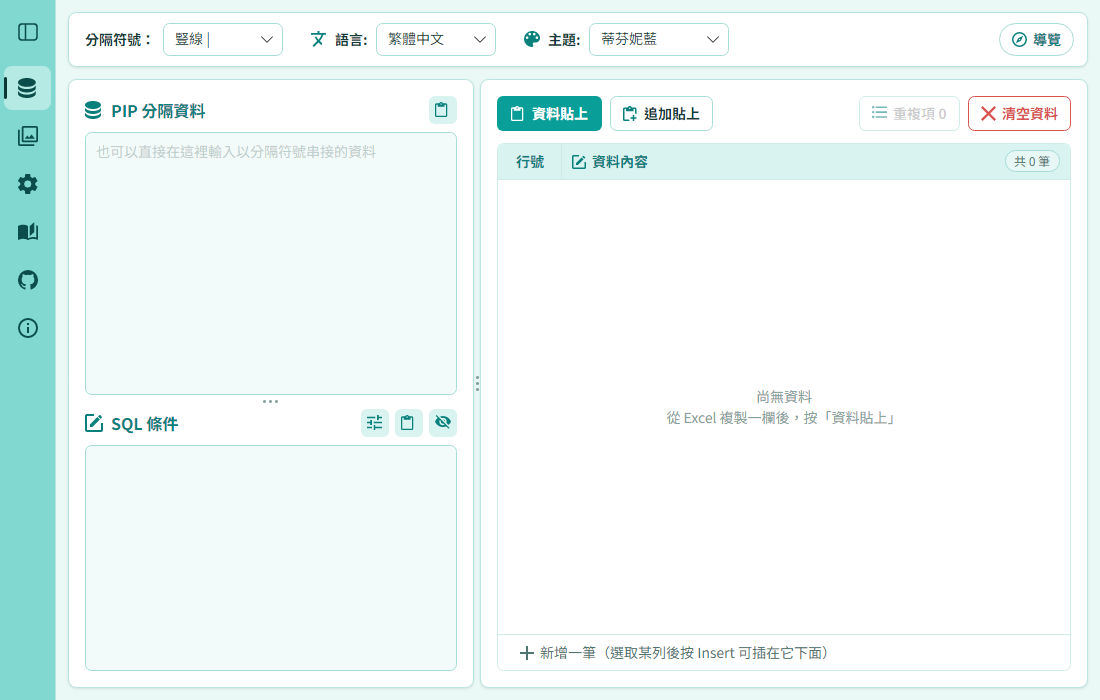 分隔符號： 豎線 | 語言: 繁體中文 主題: 蒂芬妮藍 導覽
PIP 分隔資料
也可以直接在這裡輸入以分隔符號串接的資料
SQL 條件
資料貼上 追加貼上 重複項 0 清空資料
行號 資料內容 共 0 筆
尚無資料
從 Excel 複製一欄後，按「資料貼上」
新增一筆（選取某列後按 Insert 可插在它下面）